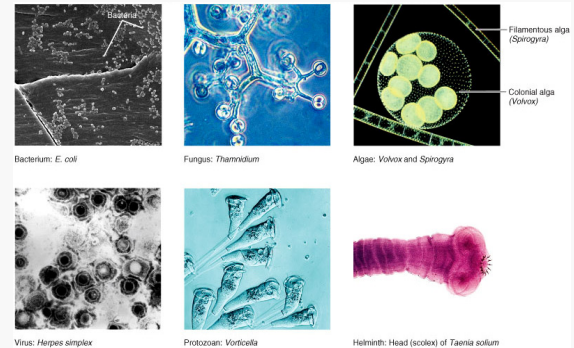 Bacteria
Filamentous alga
(Spirogyra)
Colonial alga
(Volvox)
Bacterium: E. coli
Fungus: Thamnidium
Algae: Volvox and Spirogyra
Virus: Herpes simplex
Protozoan: Vorticella
Helminth: Head (scolex) of Taenia solium